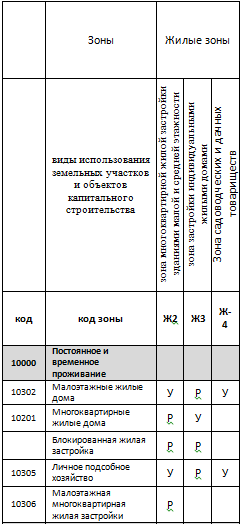 Зоны
Жилые зоны
виды использования
земельных участков
и объектов
капитального
строительства
зона многоквартирной жилой застройки
зданиями малой и средней этажности
зона застройки индивидуальными
жилыми домами
Зона садоводческих и дачных
товариществ
код
код зоны
Ж2
Ж3
Ж-
4
10000
Постоянное и
временное
проживание
10302
Малоэтажные жилые
дома
У
Р
У
10201
Многоквартирные
жилые дома
Р
У
Блокированная жилая
застройка
Р
Р
10305
Личное подсобное
хозяйство
У
Р
У
10306
Малоэтажная
многоквартирная
жилая застройки
Р